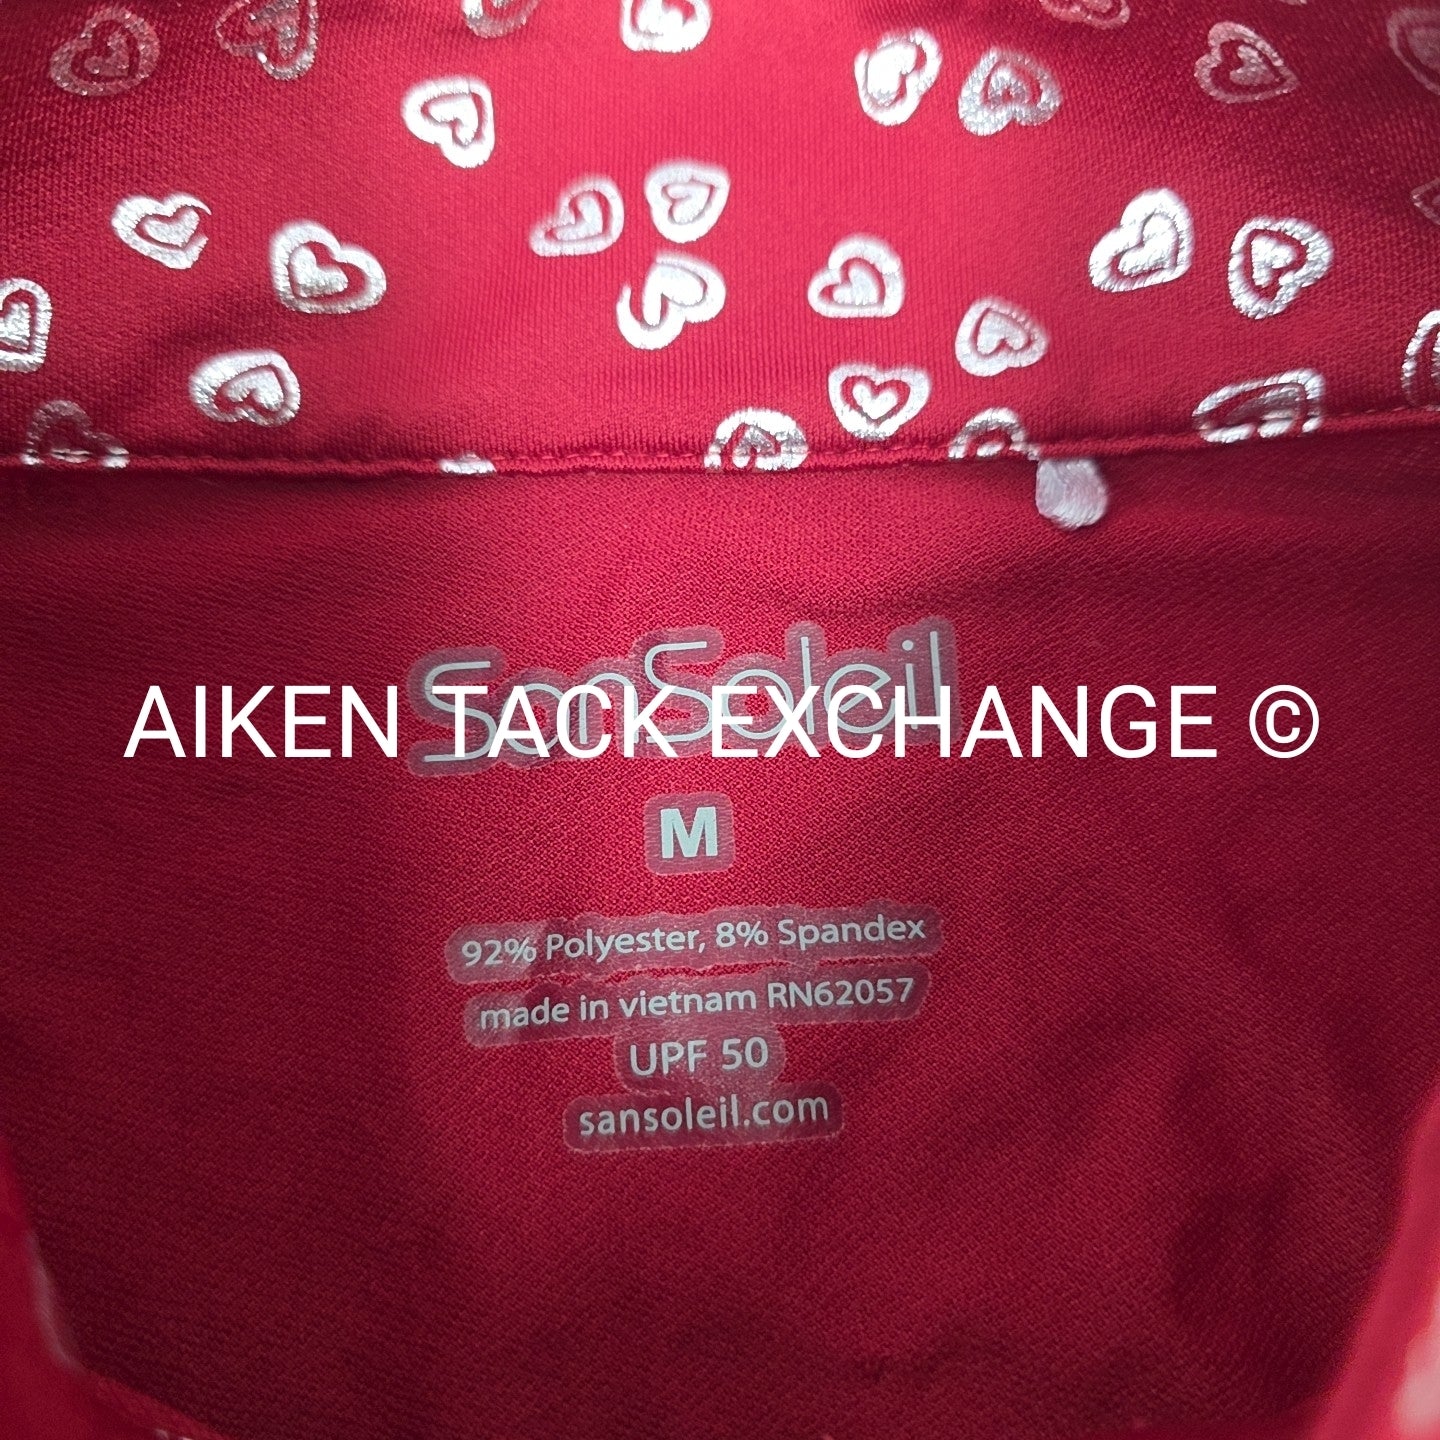 SanSoleil
AIKEN TACK EXCHANGE ©
M
92% Polyester, 8% Spandex
made in vietnam RN62057
UPF 50
sansoleil.com